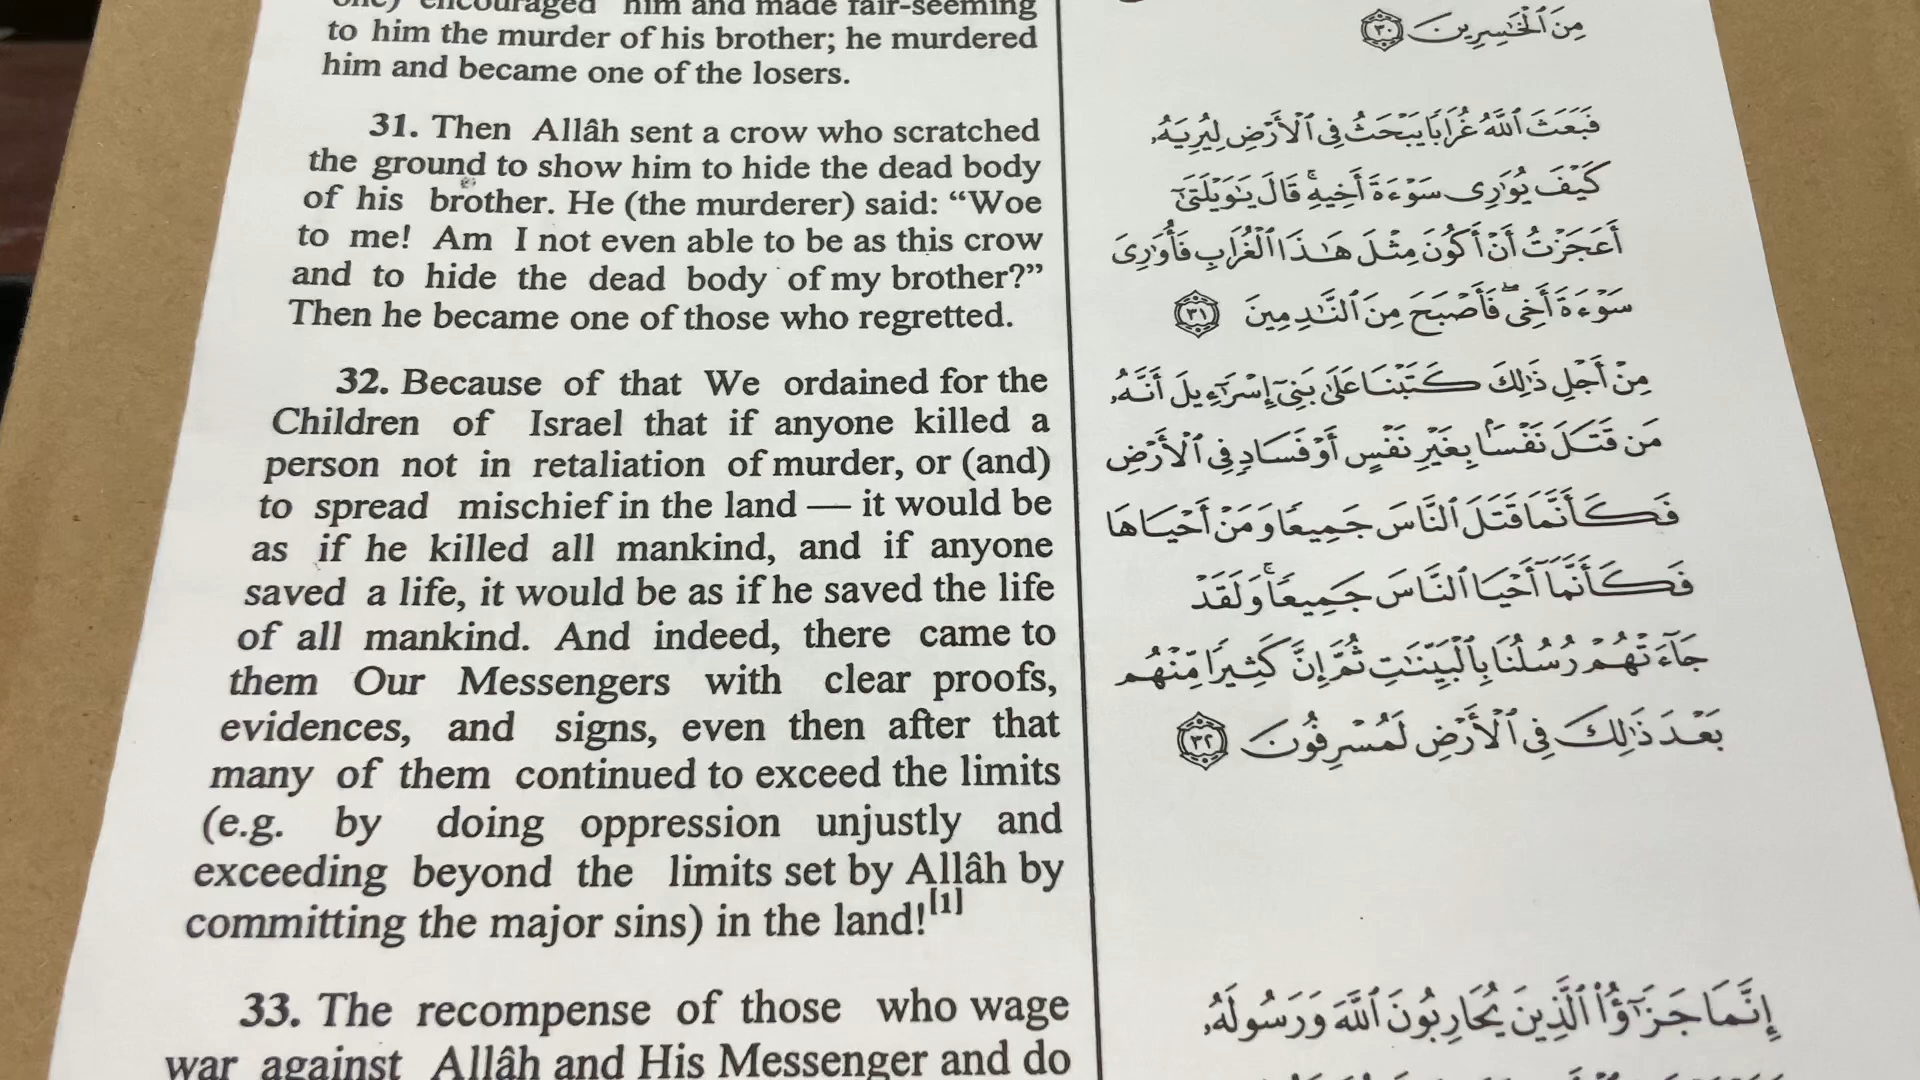 one) encouraged him and made fair-seeming
to him the murder of his brother; he murdered
him and became one of the losers.
31. Then Allâh sent a crow who scratched
the ground to show him to hide the dead body
of his brother. He (the murderer) said: “Woe
to me! Am I not even able to be as this crow
and to hide the dead body of my brother?”
Then he became one of those who regretted.
32. Because of that We ordained for the
Children of Israel that if anyone killed a
person not in retaliation of murder, or (and)
to spread mischief in the land — it would be
as if he killed all mankind, and if anyone
saved a life, it would be as if he saved the life
of all mankind. And indeed, there came to
them Our Messengers with clear proofs,
evidences, and signs, even then after that
many of them continued to exceed the limits
(e.g. by doing oppression unjustly and
exceeding beyond the limits set by Allâh by
committing the major sins) in the land![1]
33. The recompense of those who wage
war against Allâh and His Messenger and do
مِنَ ٱلْخَـٰسِرِينَ ٣٠
فَبَعَثَ ٱللَّهُ غُرَابًا يَبْحَثُ فِى ٱلْأَرْضِ لِيُرِيَهُۥ
كَيْفَ يُوَٰرِى سَوْءَةَ أَخِيهِ ۚ قَالَ يَـٰوَيْلَتَىٰٓ
أَعَجَزْتُ أَنْ أَكُونَ مِثْلَ هَـٰذَا ٱلْغُرَابِ فَأُوَٰرِىَ
سَوْءَةَ أَخِى ۖ فَأَصْبَحَ مِنَ ٱلنَّـٰدِمِينَ ٣١
مِنْ أَجْلِ ذَٰلِكَ كَتَبْنَا عَلَىٰ بَنِىٓ إِسْرَٰٓءِيلَ أَنَّهُۥ
مَن قَتَلَ نَفْسًۢا بِغَيْرِ نَفْسٍ أَوْ فَسَادٍ فِى ٱلْأَرْضِ
فَكَأَنَّمَا قَتَلَ ٱلنَّاسَ جَمِيعًا وَمَنْ أَحْيَاهَا
فَكَأَنَّمَآ أَحْيَا ٱلنَّاسَ جَمِيعًا ۚ وَلَقَدْ
جَآءَتْهُمْ رُسُلُنَا بِٱلْبَيِّنَـٰتِ ثُمَّ إِنَّ كَثِيرًا مِّنْهُم
بَعْدَ ذَٰلِكَ فِى ٱلْأَرْضِ لَمُسْرِفُونَ ٣٢
إِنَّمَا جَزَٰٓؤُا۟ ٱلَّذِينَ يُحَارِبُونَ ٱللَّهَ وَرَسُولَهُۥ